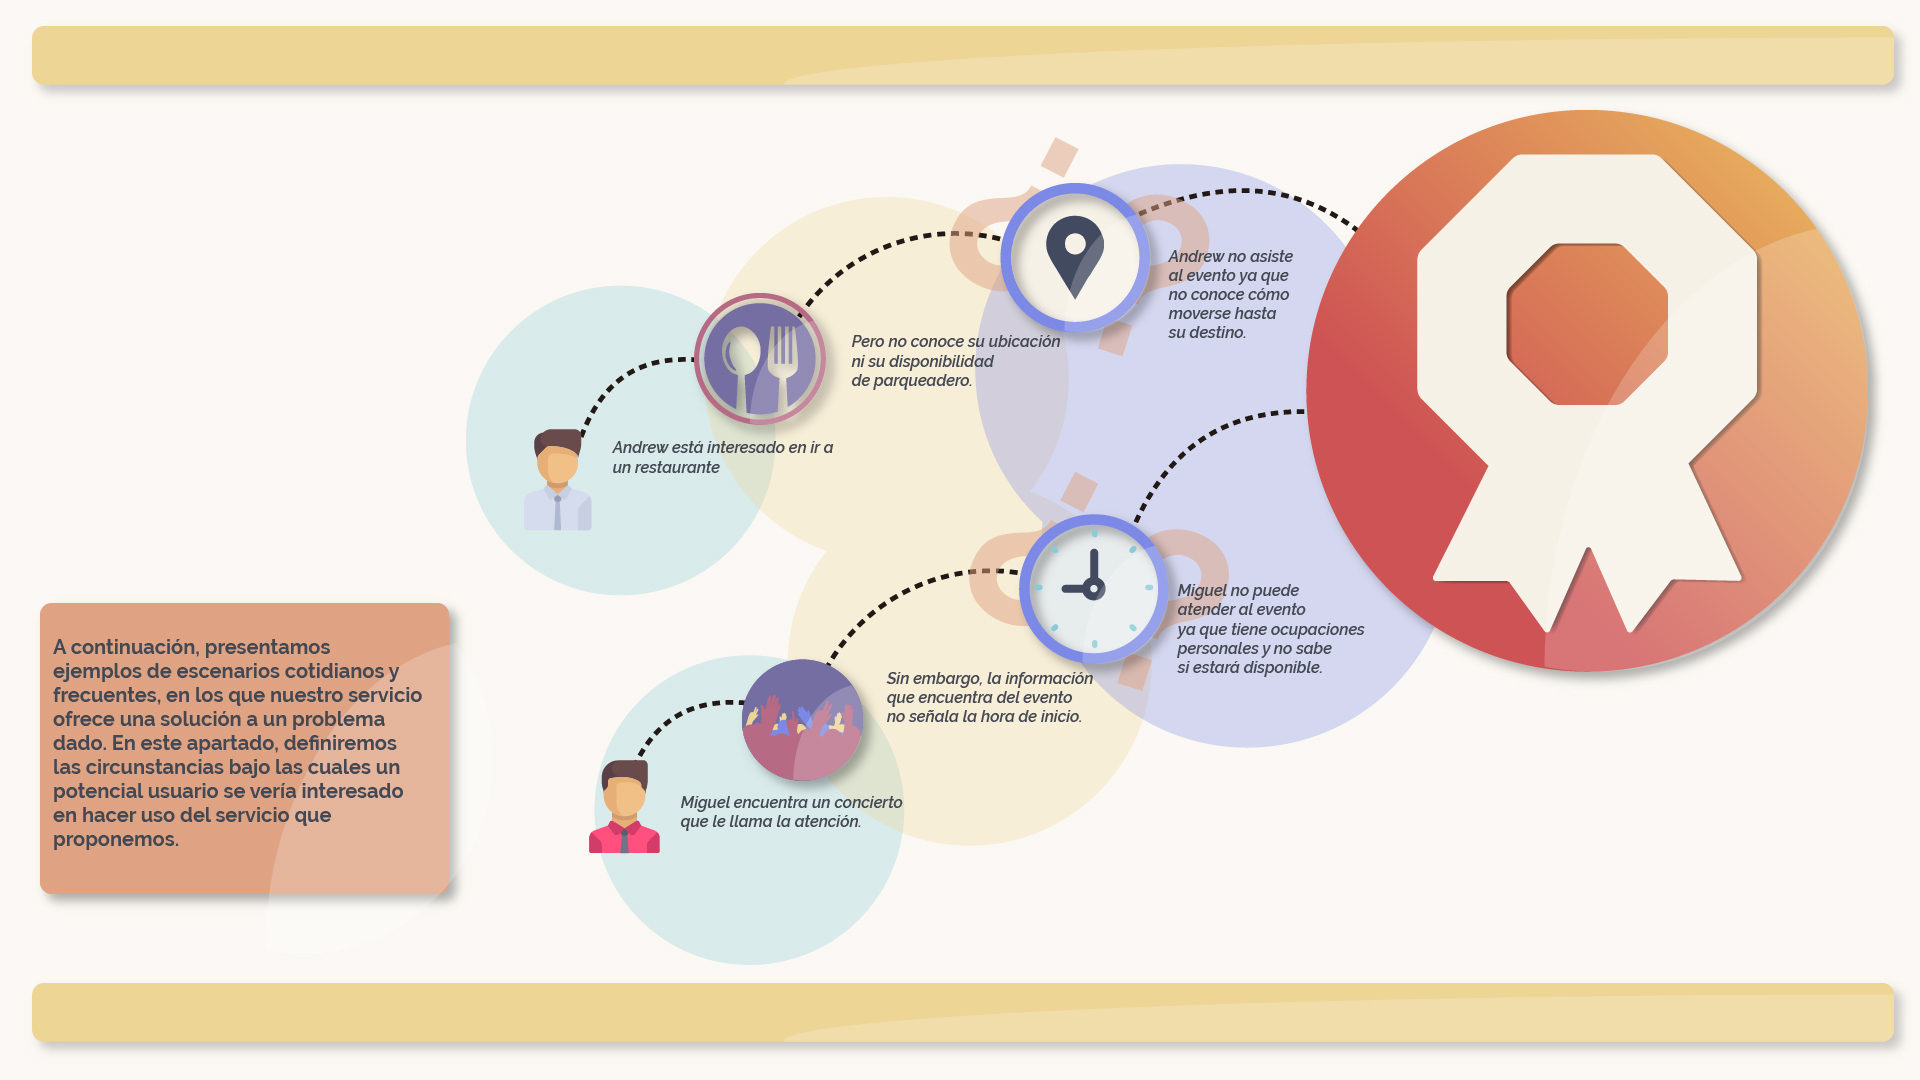 A continuación, presentamos
ejemplos de escenarios cotidianos y
frecuentes, en los que nuestro servicio
ofrece una solución a un problema
dado. En este apartado, definiremos
las circunstancias bajo las cuales un
potencial usuario se vería interesado
en hacer uso del servicio que
proponemos.
Andrew está interesado en ir a
un restaurante
Pero no conoce su ubicación
ni su disponibilidad
de parqueadero.
Andrew no asiste
al evento ya que
no conoce cómo
moverse hasta
su destino.
Miguel encuentra un concierto
que le llama la atención.
Sin embargo, la información
que encuentra del evento
no señala la hora de inicio.
Miguel no puede
atender al evento
ya que tiene ocupaciones
personales y no sabe
si estará disponible.